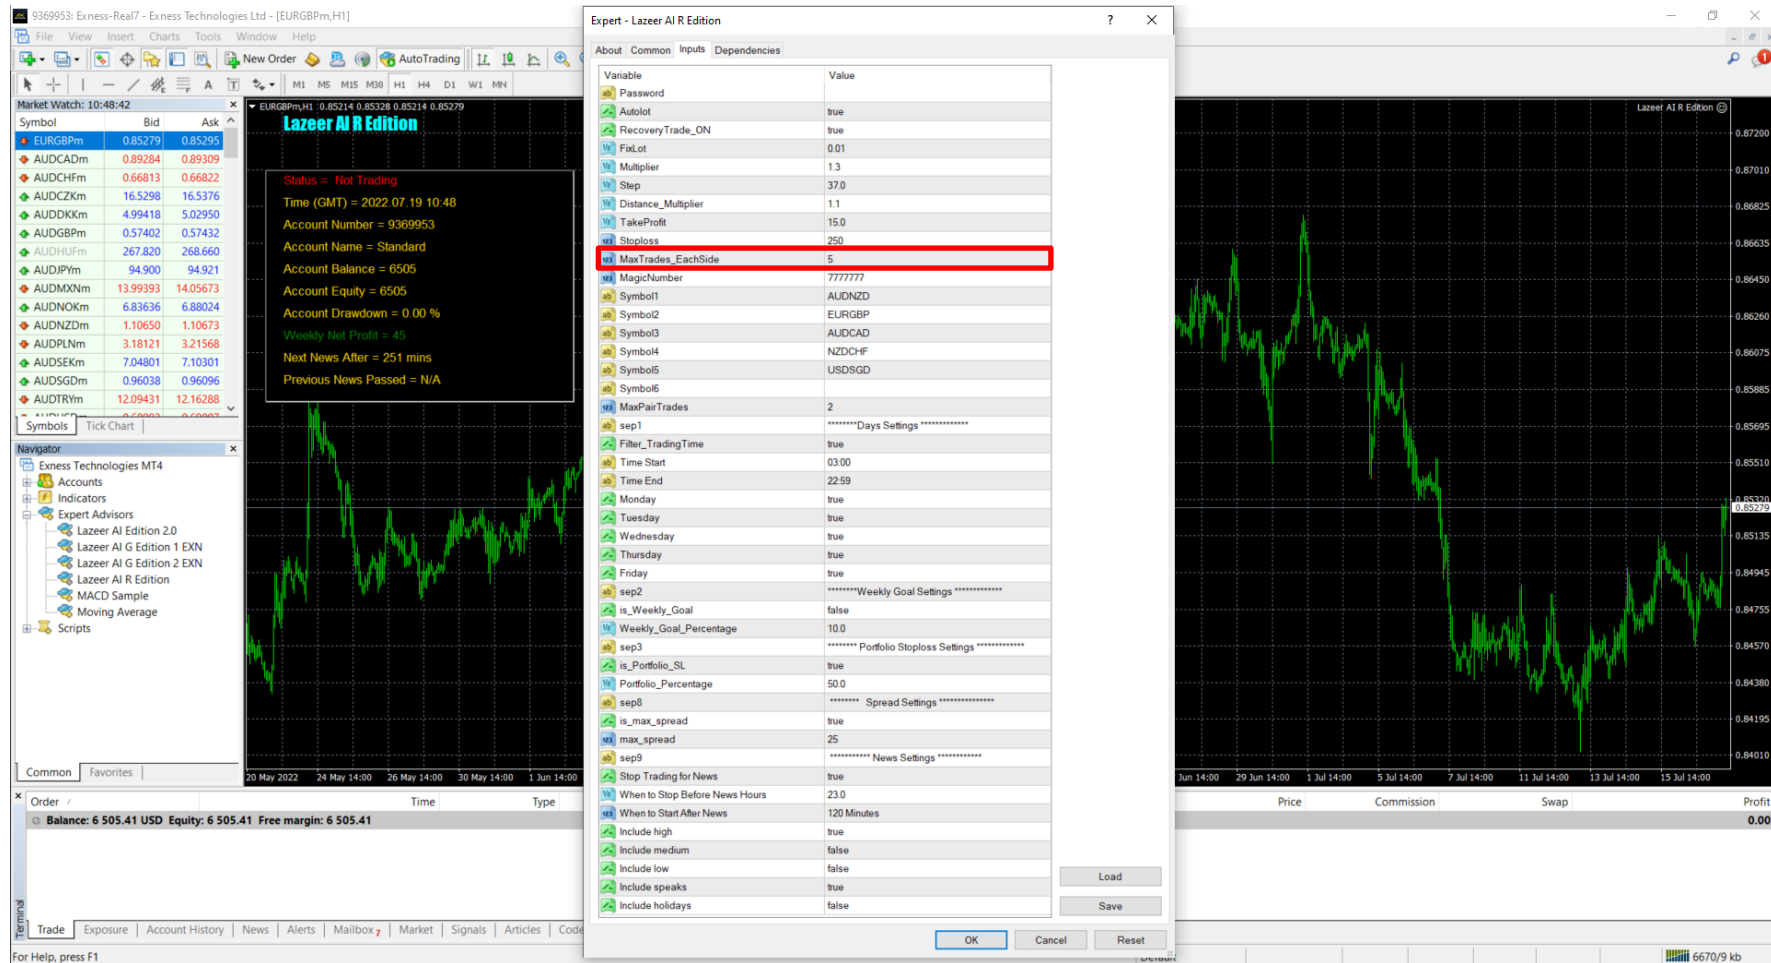 9369953: Exness-Real7 - Exness Technologies Ltd - [EURGBPm,H1]
File View Insert Charts Tools Window Help
New Order AutoTrading
A T M1 M5 M15 M30 H1 H4 D1 W1 MN
1
Market Watch: 10:48:42
Symbol Bid Ask
EURGBPm 0.85279 0.85295
AUDCADm 0.89284 0.89309
AUDCHFm 0.66813 0.66822
AUDCZKm 16.5298 16.5376
AUDDKKm 4.99418 5.02950
AUDGBPm 0.57402 0.57432
AUDHUFm 267.820 268.660
AUDJPYm 94.900 94.921
AUDMXNm 13.99393 14.05673
AUDNOKm 6.83636 6.88024
AUDNZDm 1.10650 1.10673
AUDPLNm 3.18121 3.21568
AUDSEKm 7.04801 7.10301
AUDSGDm 0.96038 0.96096
AUDTRYm 12.09431 12.16288
Symbols Tick Chart
Navigator
Exness Technologies MT4
Accounts
Indicators
Expert Advisors
Lazeer AI Edition 2.0
Lazeer AI G Edition 1 EXN
Lazeer AI G Edition 2 EXN
Lazeer AI R Edition
MACD Sample
Moving Average
Scripts
Common Favorites
EURGBPm,H1 0.85214 0.85328 0.85214 0.85279
Lazeer AI R Edition
Status = Not Trading
Time (GMT) = 2022.07.19 10:48
Account Number = 9369953
Account Name = Standard
Account Balance = 6505
Account Equity = 6505
Account Drawdown = 0.00 %
Weekly Net Profit = 45
Next News After = 251 mins
Previous News Passed = N/A
20 May 2022 24 May 14:00 26 May 14:00 30 May 14:00 1 Jun 14:00
Expert - Lazeer AI R Edition ?
About Common Inputs Dependencies
Variable Value
Password
Autolot true
RecoveryTrade_ON true
FixLot 0.01
Multiplier 1.3
Step 37.0
Distance_Multiplier 1.1
TakeProfit 15.0
Stoploss 250
MaxTrades_EachSide 5
MagicNumber 7777777
Symbol1 AUDNZD
Symbol2 EURGBP
Symbol3 AUDCAD
Symbol4 NZDCHF
Symbol5 USDSGD
Symbol6
MaxPairTrades 2
sep1 ********Days Settings *************
Filter_TradingTime true
Time Start 03:00
Time End 22:59
Monday true
Tuesday true
Wednesday true
Thursday true
Friday true
sep2 ********Weekly Goal Settings *************
is_Weekly_Goal false
Weekly_Goal_Percentage 10.0
sep3 ******** Portfolio Stoploss Settings *************
is_Portfolio_SL true
Portfolio_Percentage 50.0
sep8 ******** Spread Settings ***************
is_max_spread true
max_spread 25
sep9 *********** News Settings ************
Stop Trading for News true
When to Stop Before News Hours 23.0
When to Start After News 120 Minutes
Include high true
Include medium false
Include low false
Include speaks true
Include holidays false
Load
Save
OK Cancel Reset
Lazeer AI R Edition
0.87200
0.87010
0.86825
0.86635
0.86450
0.86260
0.86075
0.85885
0.85695
0.85510
0.85320
0.85279
0.85135
0.84945
0.84755
0.84570
0.84380
0.84195
0.84010
Jun 14:00 29 Jun 14:00 1 Jul 14:00 5 Jul 14:00 7 Jul 14:00 11 Jul 14:00 13 Jul 14:00 15 Jul 14:00
Order / Time Type Price Commission Swap Profit
Balance: 6 505.41 USD Equity: 6 505.41 Free margin: 6 505.41 0.00
Terminal
Trade Exposure Account History News Alerts Mailbox 7 Market Signals Articles Code
For Help, press F1 6670/9 kb